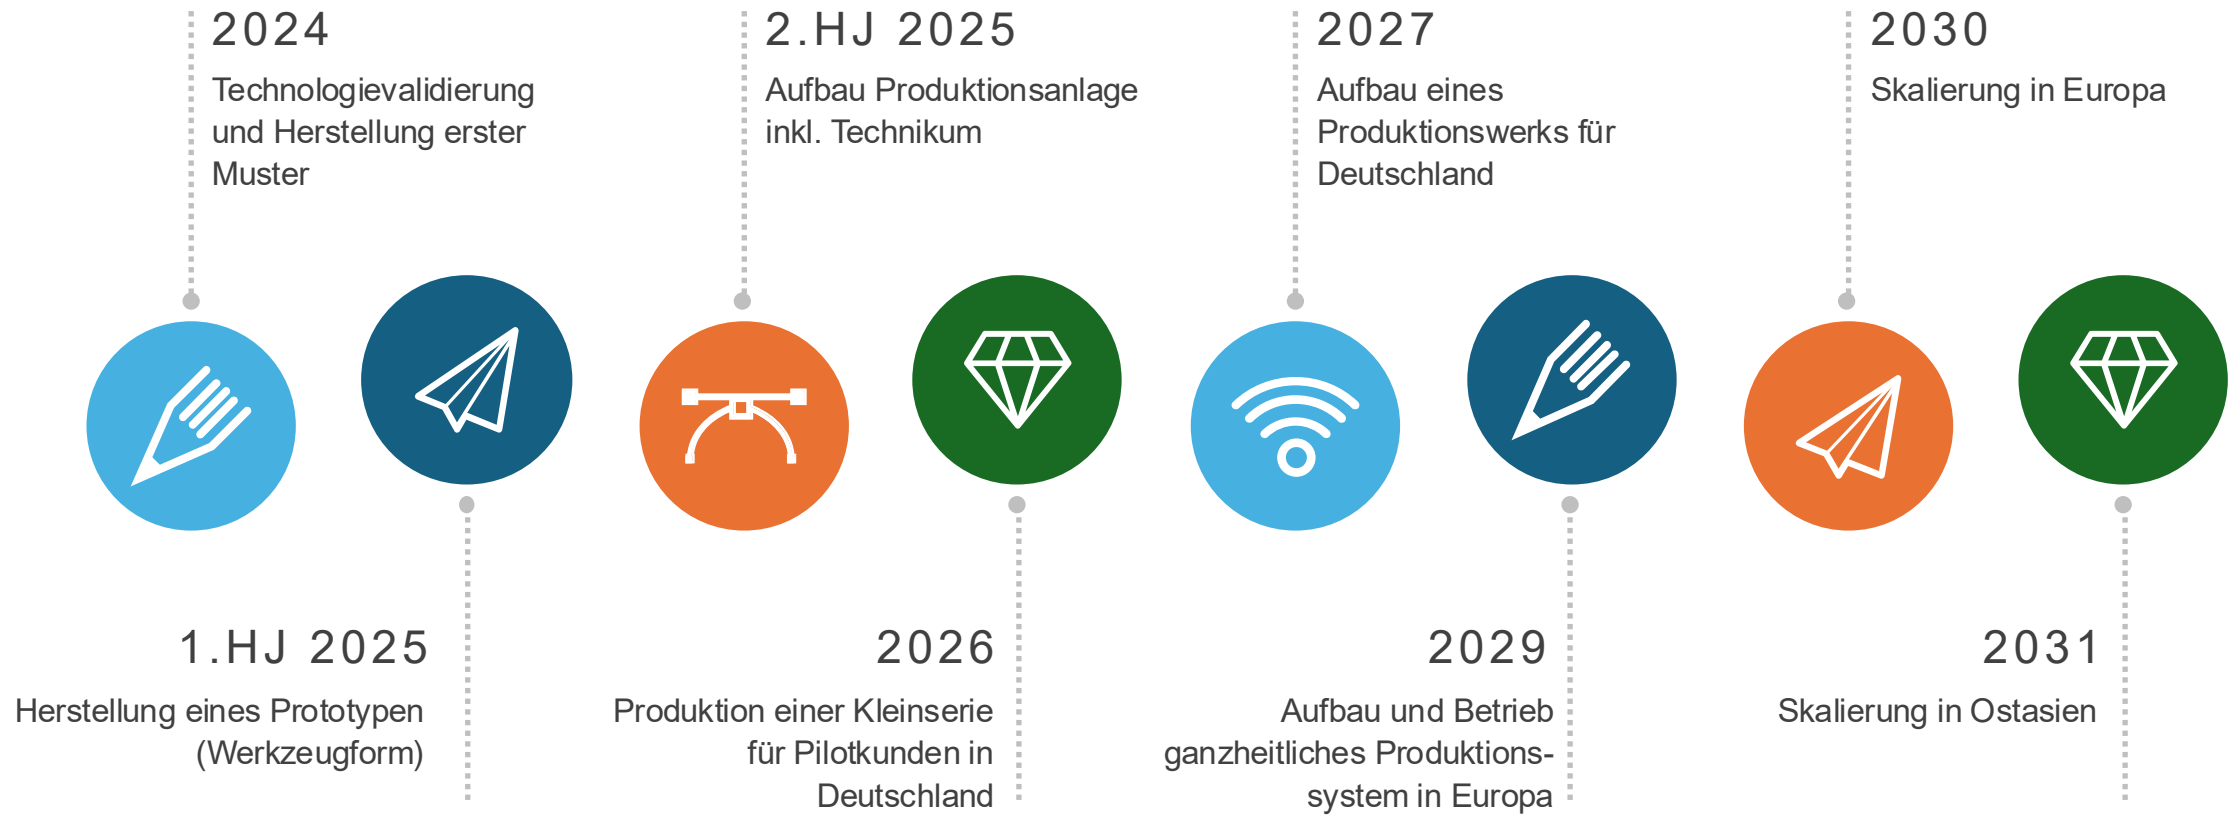 2024
Technologievalidierung
und Herstellung erster
Muster
1.HJ 2025
Herstellung eines Prototypen
(Werkzeugform)
2.HJ 2025
Aufbau Produktionsanlage
inkl. Technikum
2026
Produktion einer Kleinserie
für Pilotkunden in
Deutschland
2027
Aufbau eines
Produktionswerks für
Deutschland
2029
Aufbau und Betrieb
ganzheitliches Produktions-
system in Europa
2030
Skalierung in Europa
2031
Skalierung in Ostasien